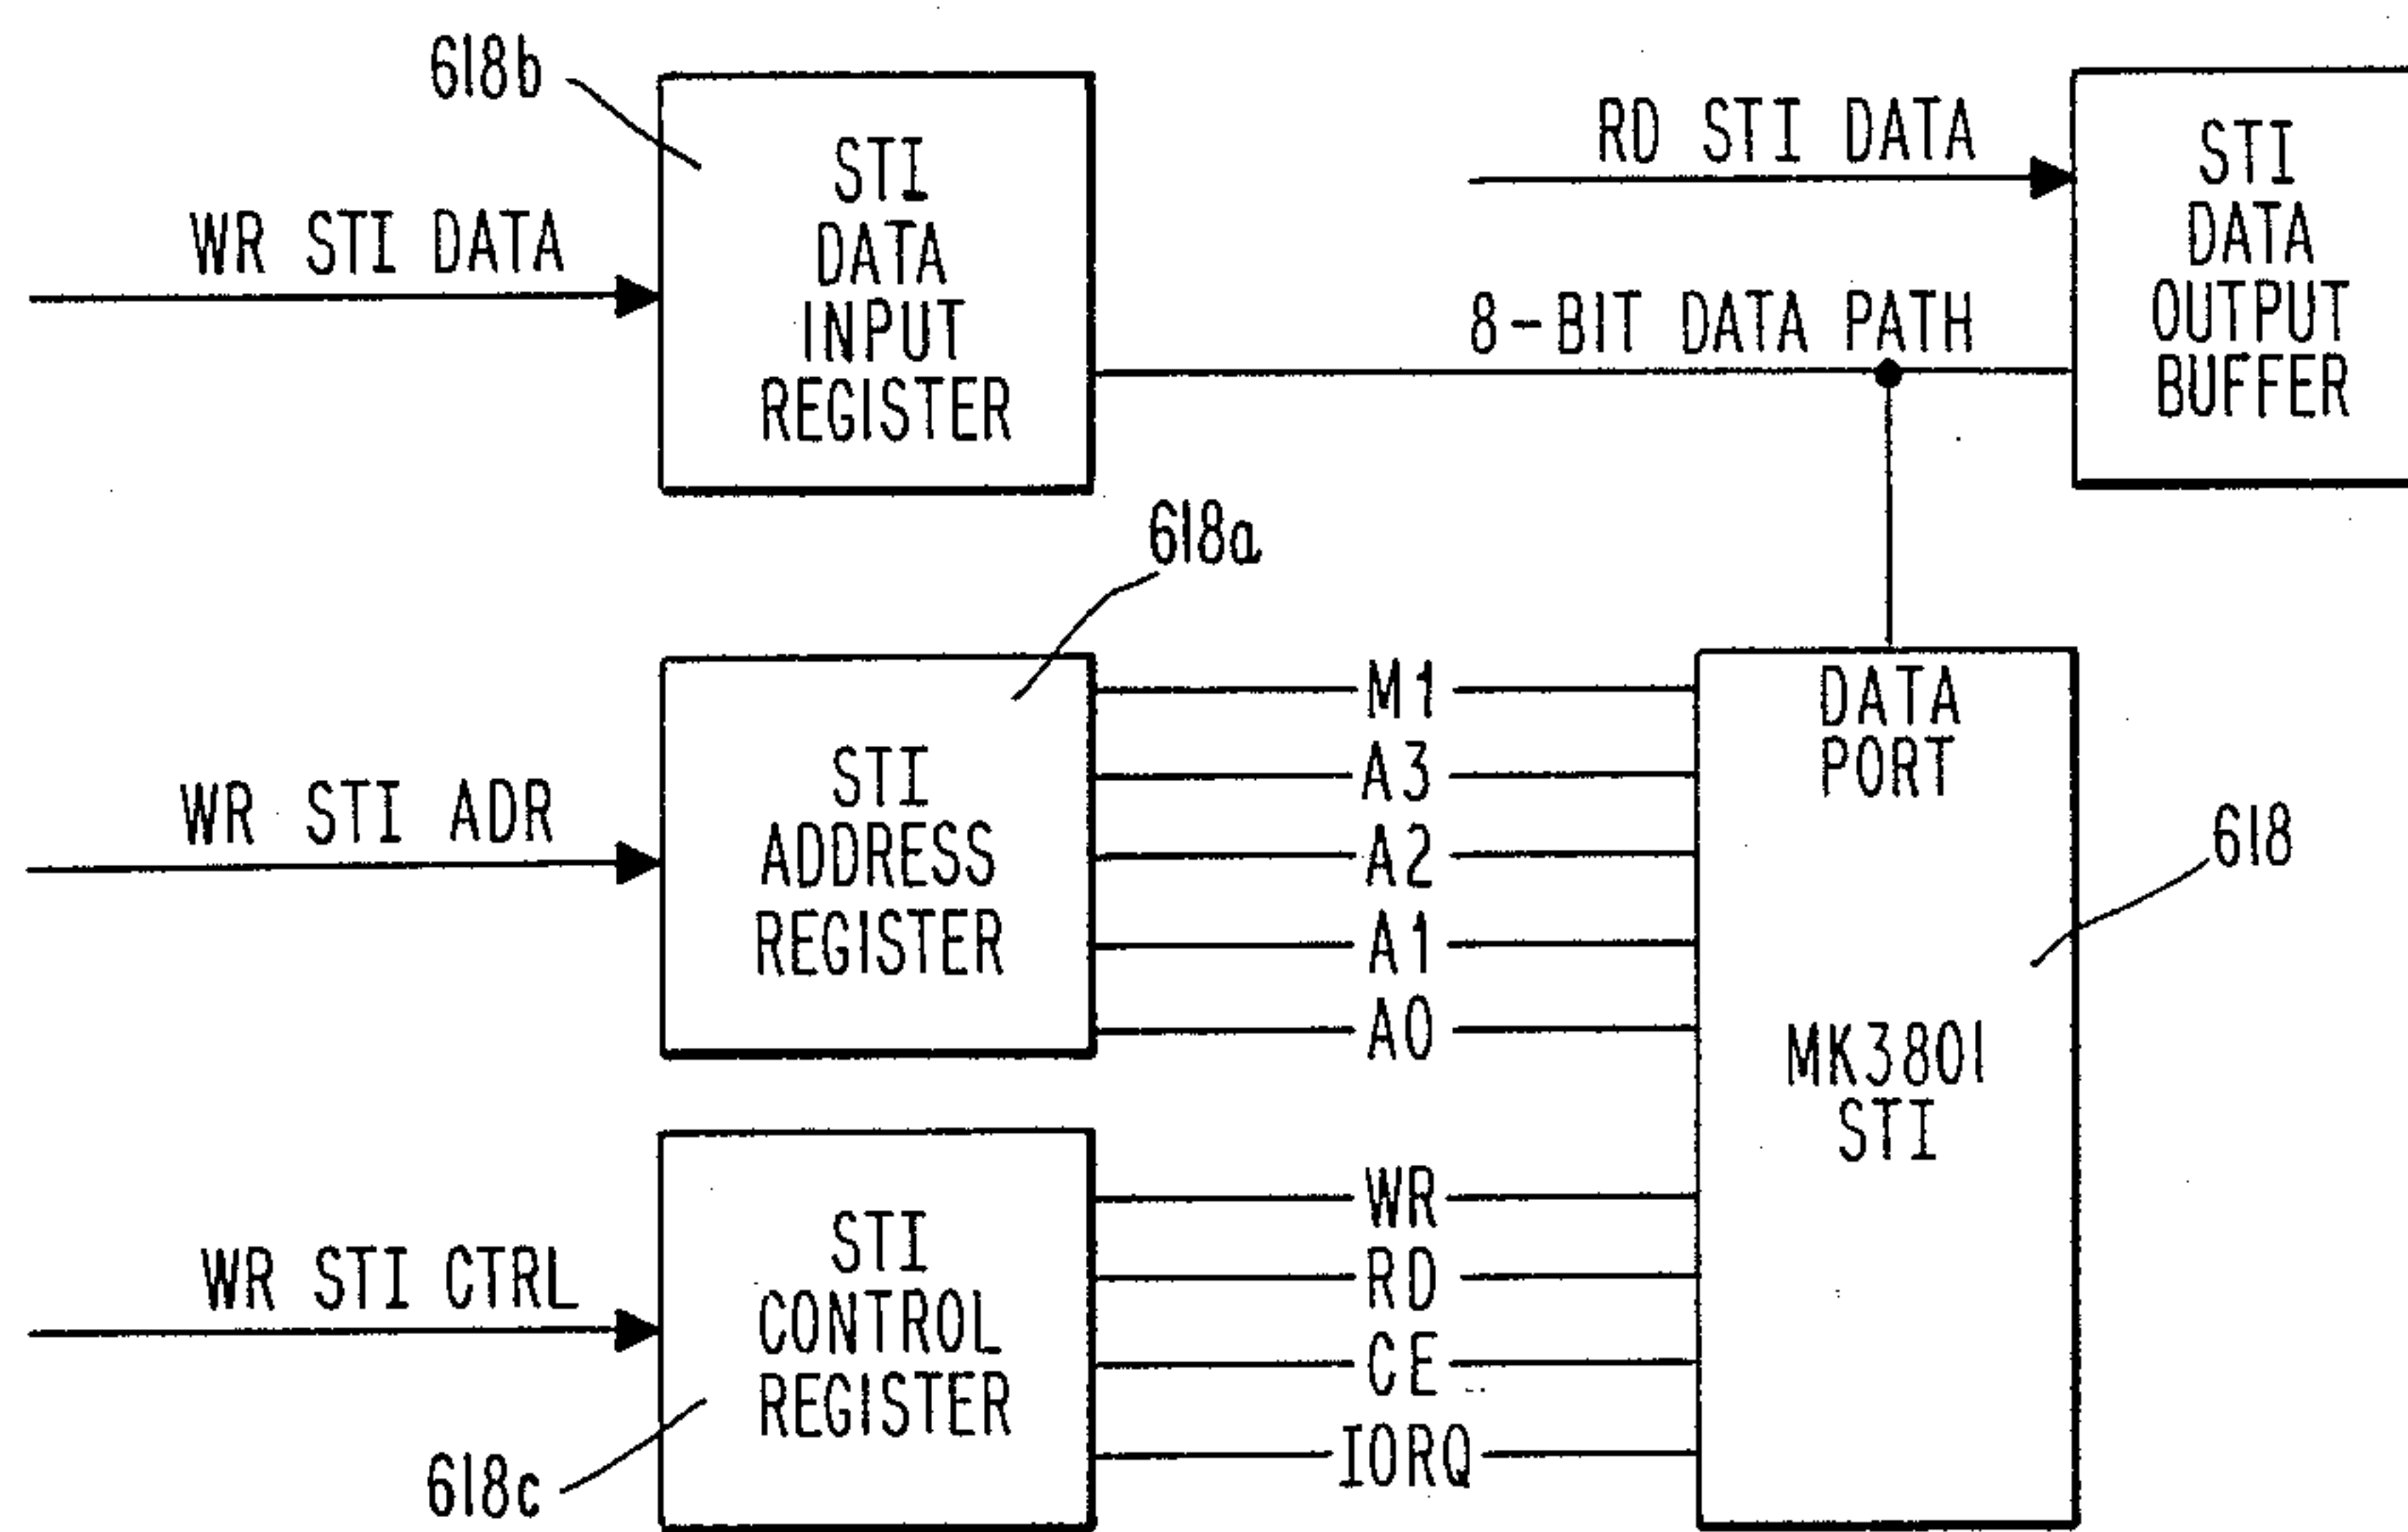 618b
STI
DATA
INPUT
REGISTER
WR STI DATA
RD STI DATA
8-BIT DATA PATH
STI
DATA
OUTPUT
BUFFER
618a
WR STI ADR
STI
ADDRESS
REGISTER
M1
A3
A2
A1
A0
DATA
PORT
MK3801
STI
618
WR STI CTRL
STI
CONTROL
REGISTER
618c
WR
RD
CE
IORQ